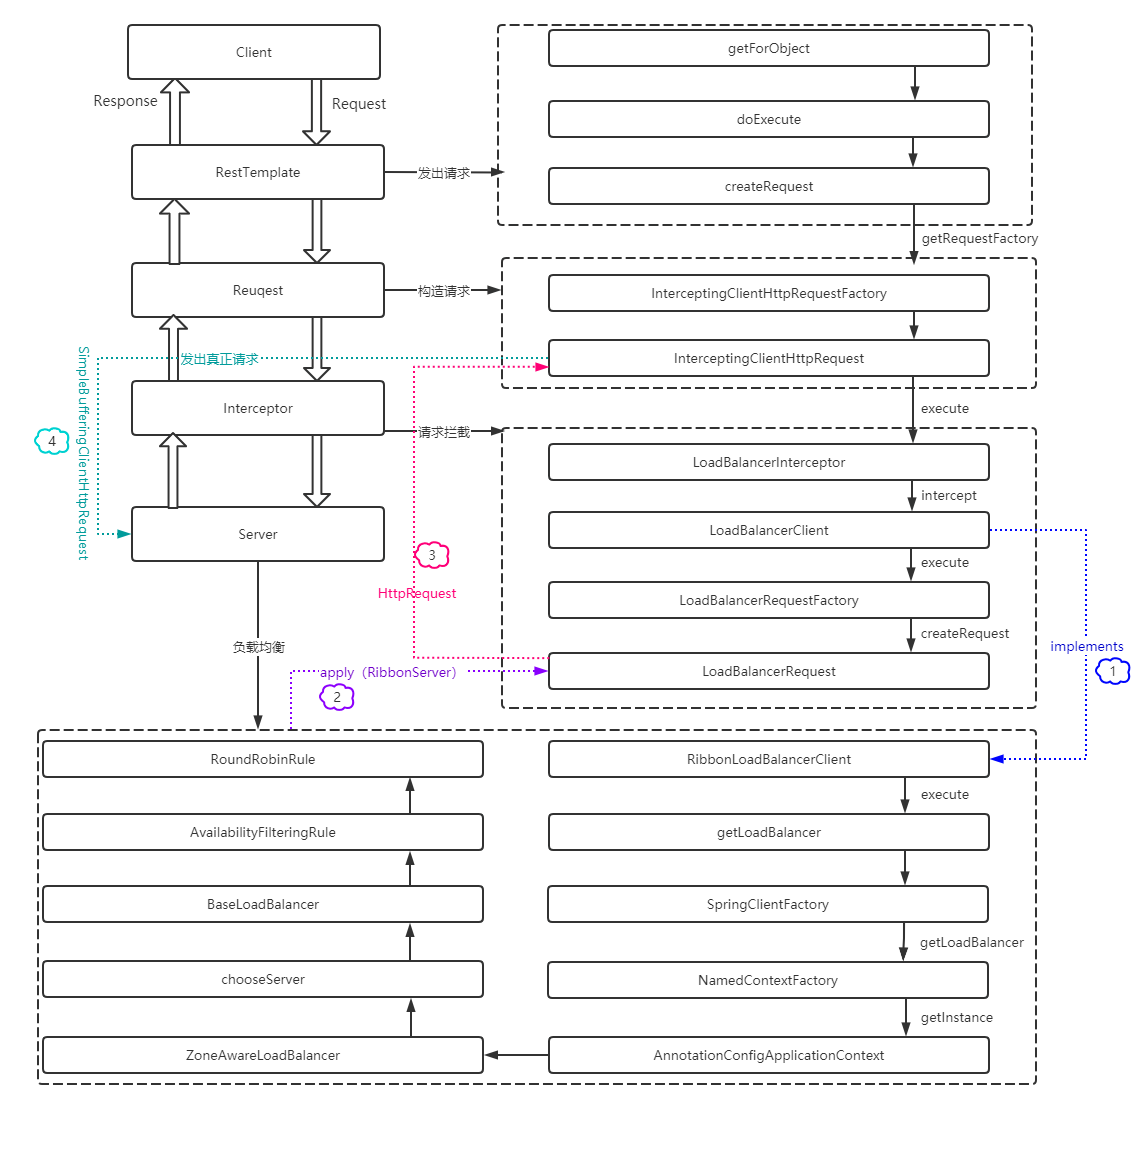 Client
Response
Request
RestTemplate
发出请求
getForObject
doExecute
createRequest
getRequestFactory
Reuqest
构造请求
InterceptingClientHttpRequestFactory
InterceptingClientHttpRequest
发出真正请求
SimpleBufferingClientHttpRequest
4
Interceptor
请求拦截
execute
LoadBalancerInterceptor
intercept
LoadBalancerClient
execute
LoadBalancerRequestFactory
createRequest
LoadBalancerRequest
Server
3
HttpRequest
implements
1
负载均衡
apply（RibbonServer）
2
RoundRobinRule
AvailabilityFilteringRule
BaseLoadBalancer
chooseServer
ZoneAwareLoadBalancer
RibbonLoadBalancerClient
execute
getLoadBalancer
SpringClientFactory
getLoadBalancer
NamedContextFactory
getInstance
AnnotationConfigApplicationContext